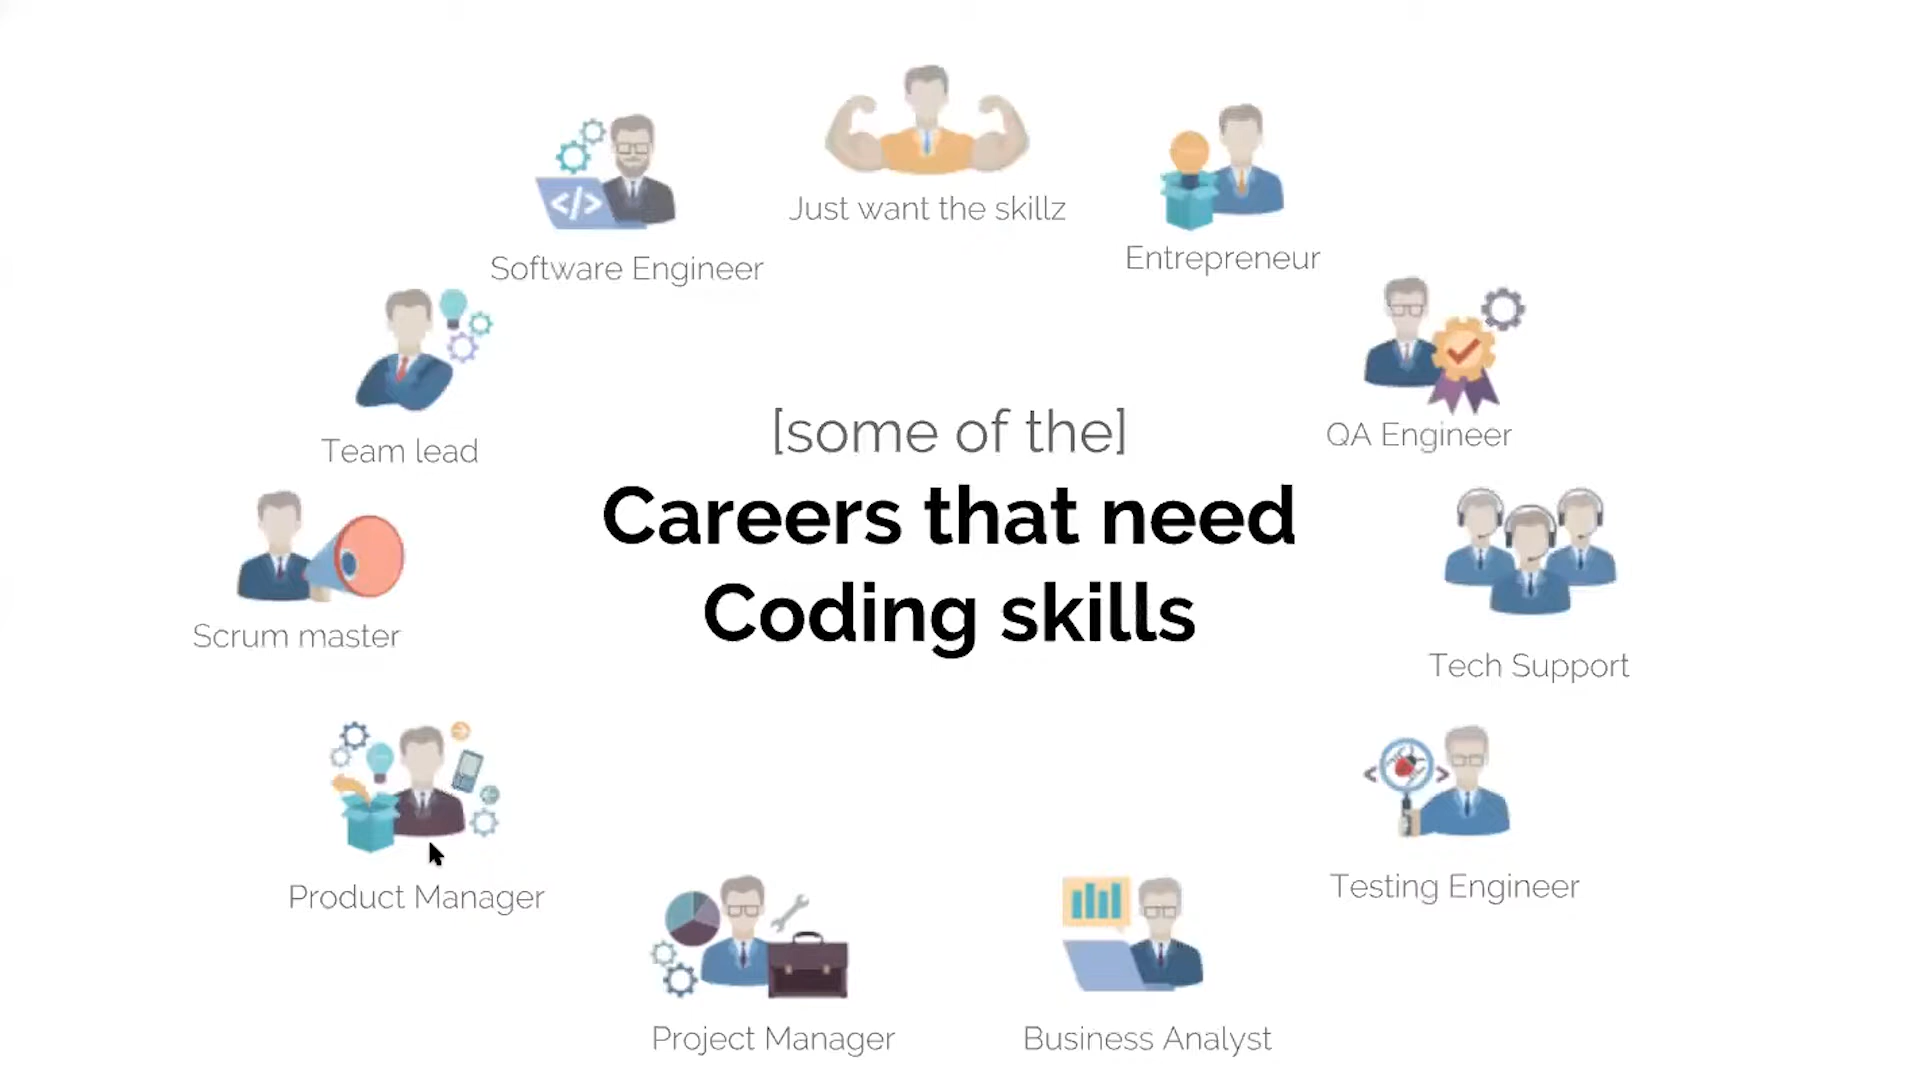 Just want the skillz
Entrepreneur
Software Engineer
QA Engineer
Team lead
[some of the]
Careers that need
Coding skills
Scrum master
Tech Support
Product Manager
Testing Engineer
Project Manager
Business Analyst
</>